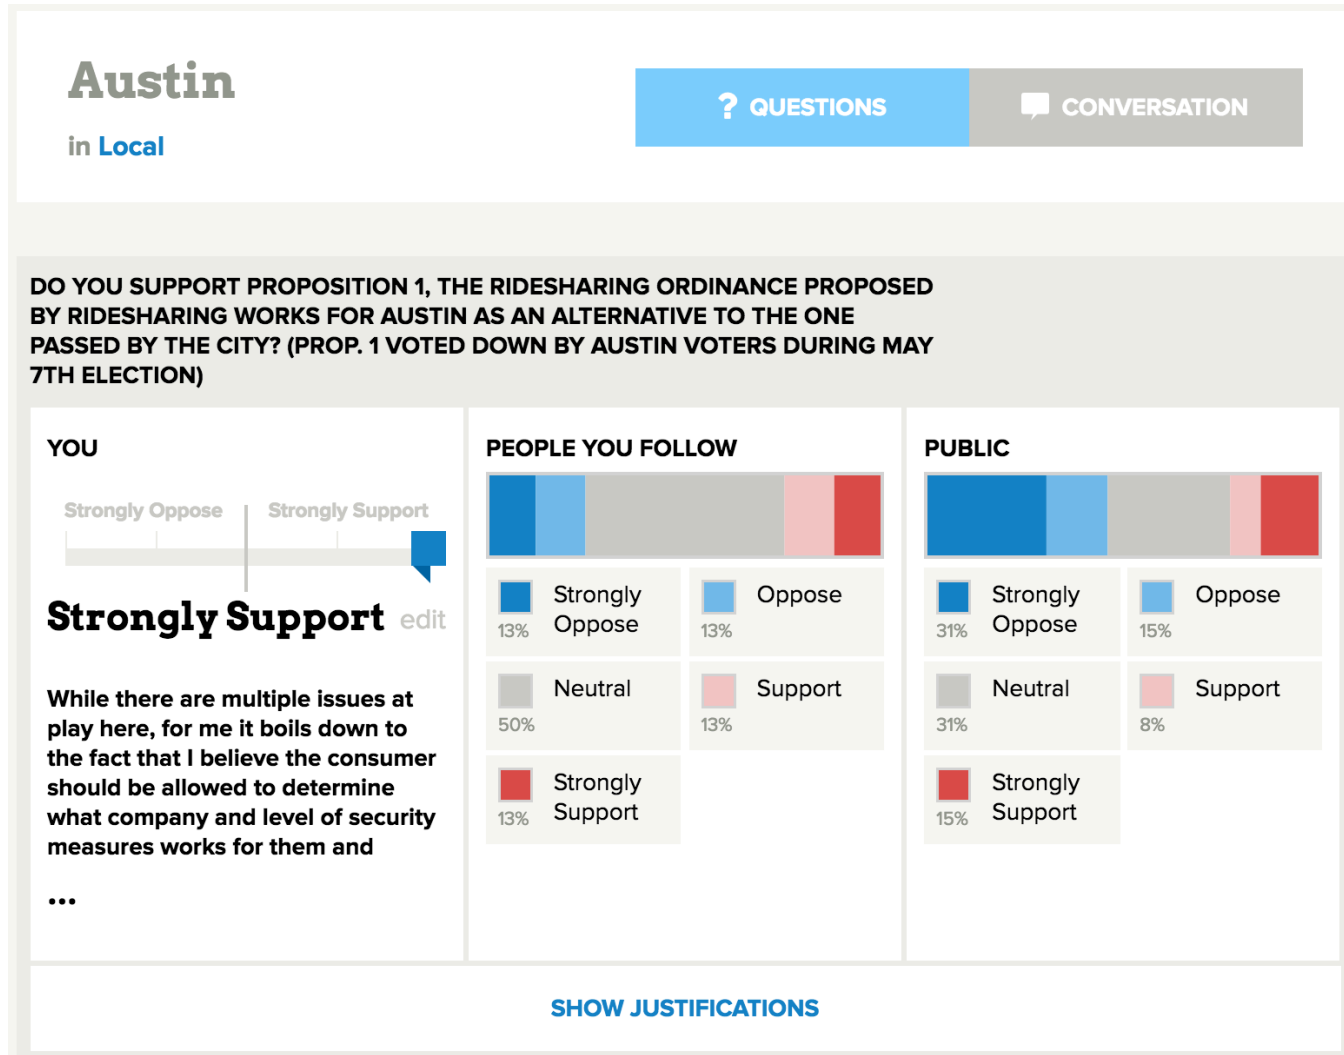 Austin
in Local
? QUESTIONS
CONVERSATION
DO YOU SUPPORT PROPOSITION 1, THE RIDESHARING ORDINANCE PROPOSED
BY RIDESHARING WORKS FOR AUSTIN AS AN ALTERNATIVE TO THE ONE
PASSED BY THE CITY? (PROP. 1 VOTED DOWN BY AUSTIN VOTERS DURING MAY
7TH ELECTION)
YOU
Strongly Oppose
Strongly Support
Strongly Support edit
While there are multiple issues at
play here, for me it boils down to
the fact that I believe the consumer
should be allowed to determine
what company and level of security
measures works for them and
...
PEOPLE YOU FOLLOW
Strongly
Oppose
13%
Oppose
13%
Neutral
50%
Support
13%
Strongly
Support
13%
PUBLIC
Strongly
Oppose
31%
Oppose
15%
Neutral
31%
Support
8%
Strongly
Support
15%
SHOW JUSTIFICATIONS